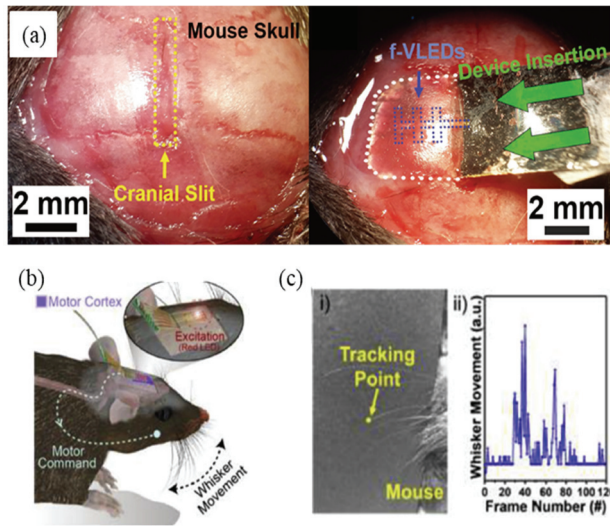 (a)
Mouse Skull
Cranial Slit
2 mm
f-VLEDs
Device Insertion
2 mm
(b)
Motor Cortex
Excitation
(Red LED)
Motor
Command
Whisker
Movement
(c)
i)
Tracking
Point
Mouse
ii)
Whisker Movement (a.u.)
0 20 40 60 80 100 120
Frame Number (#)